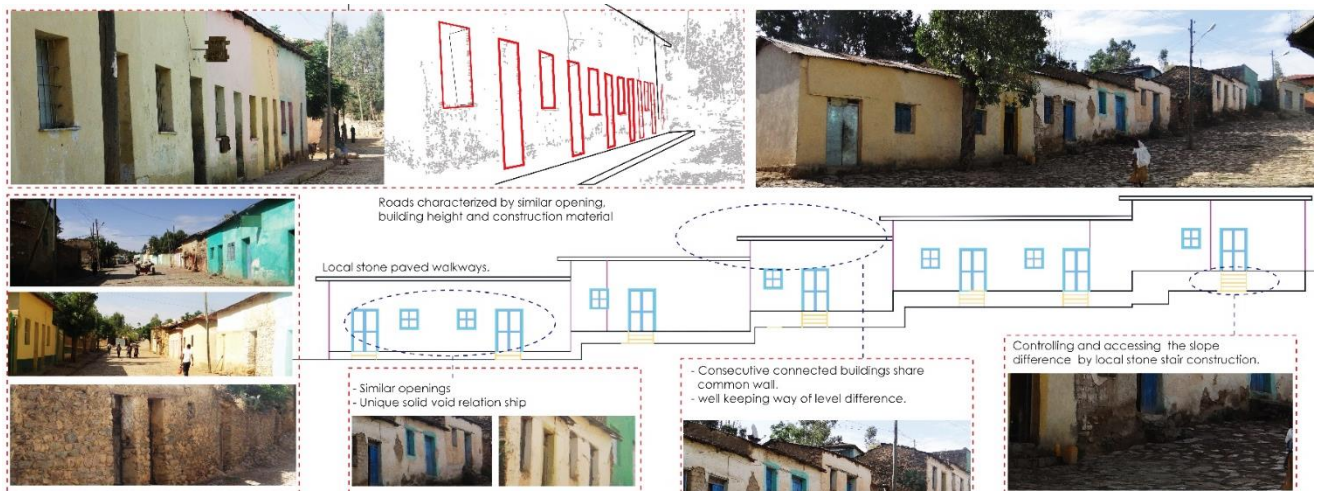 Roads characterized by similar opening,
building height and construction material
Local stone paved walkways.
- Similar openings
- Unique solid void relation ship
- Consecutive connected buildings share
common wall.
- well keeping way of level difference.
Controlling and accessing the slope
difference by local stone stair construction.